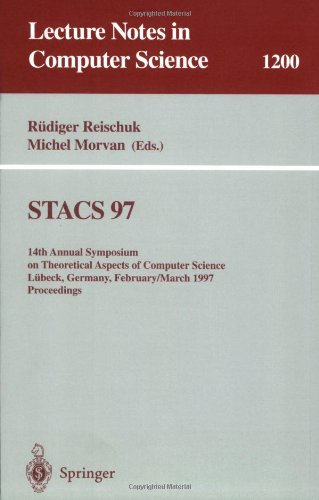 Lecture Notes in
Computer Science 1200
Rüdiger Reischuk
Michel Morvan (Eds.)
STACS 97
14th Annual Symposium
on Theoretical Aspects of Computer Science
Lübeck, Germany, February/March 1997
Proceedings
Springer